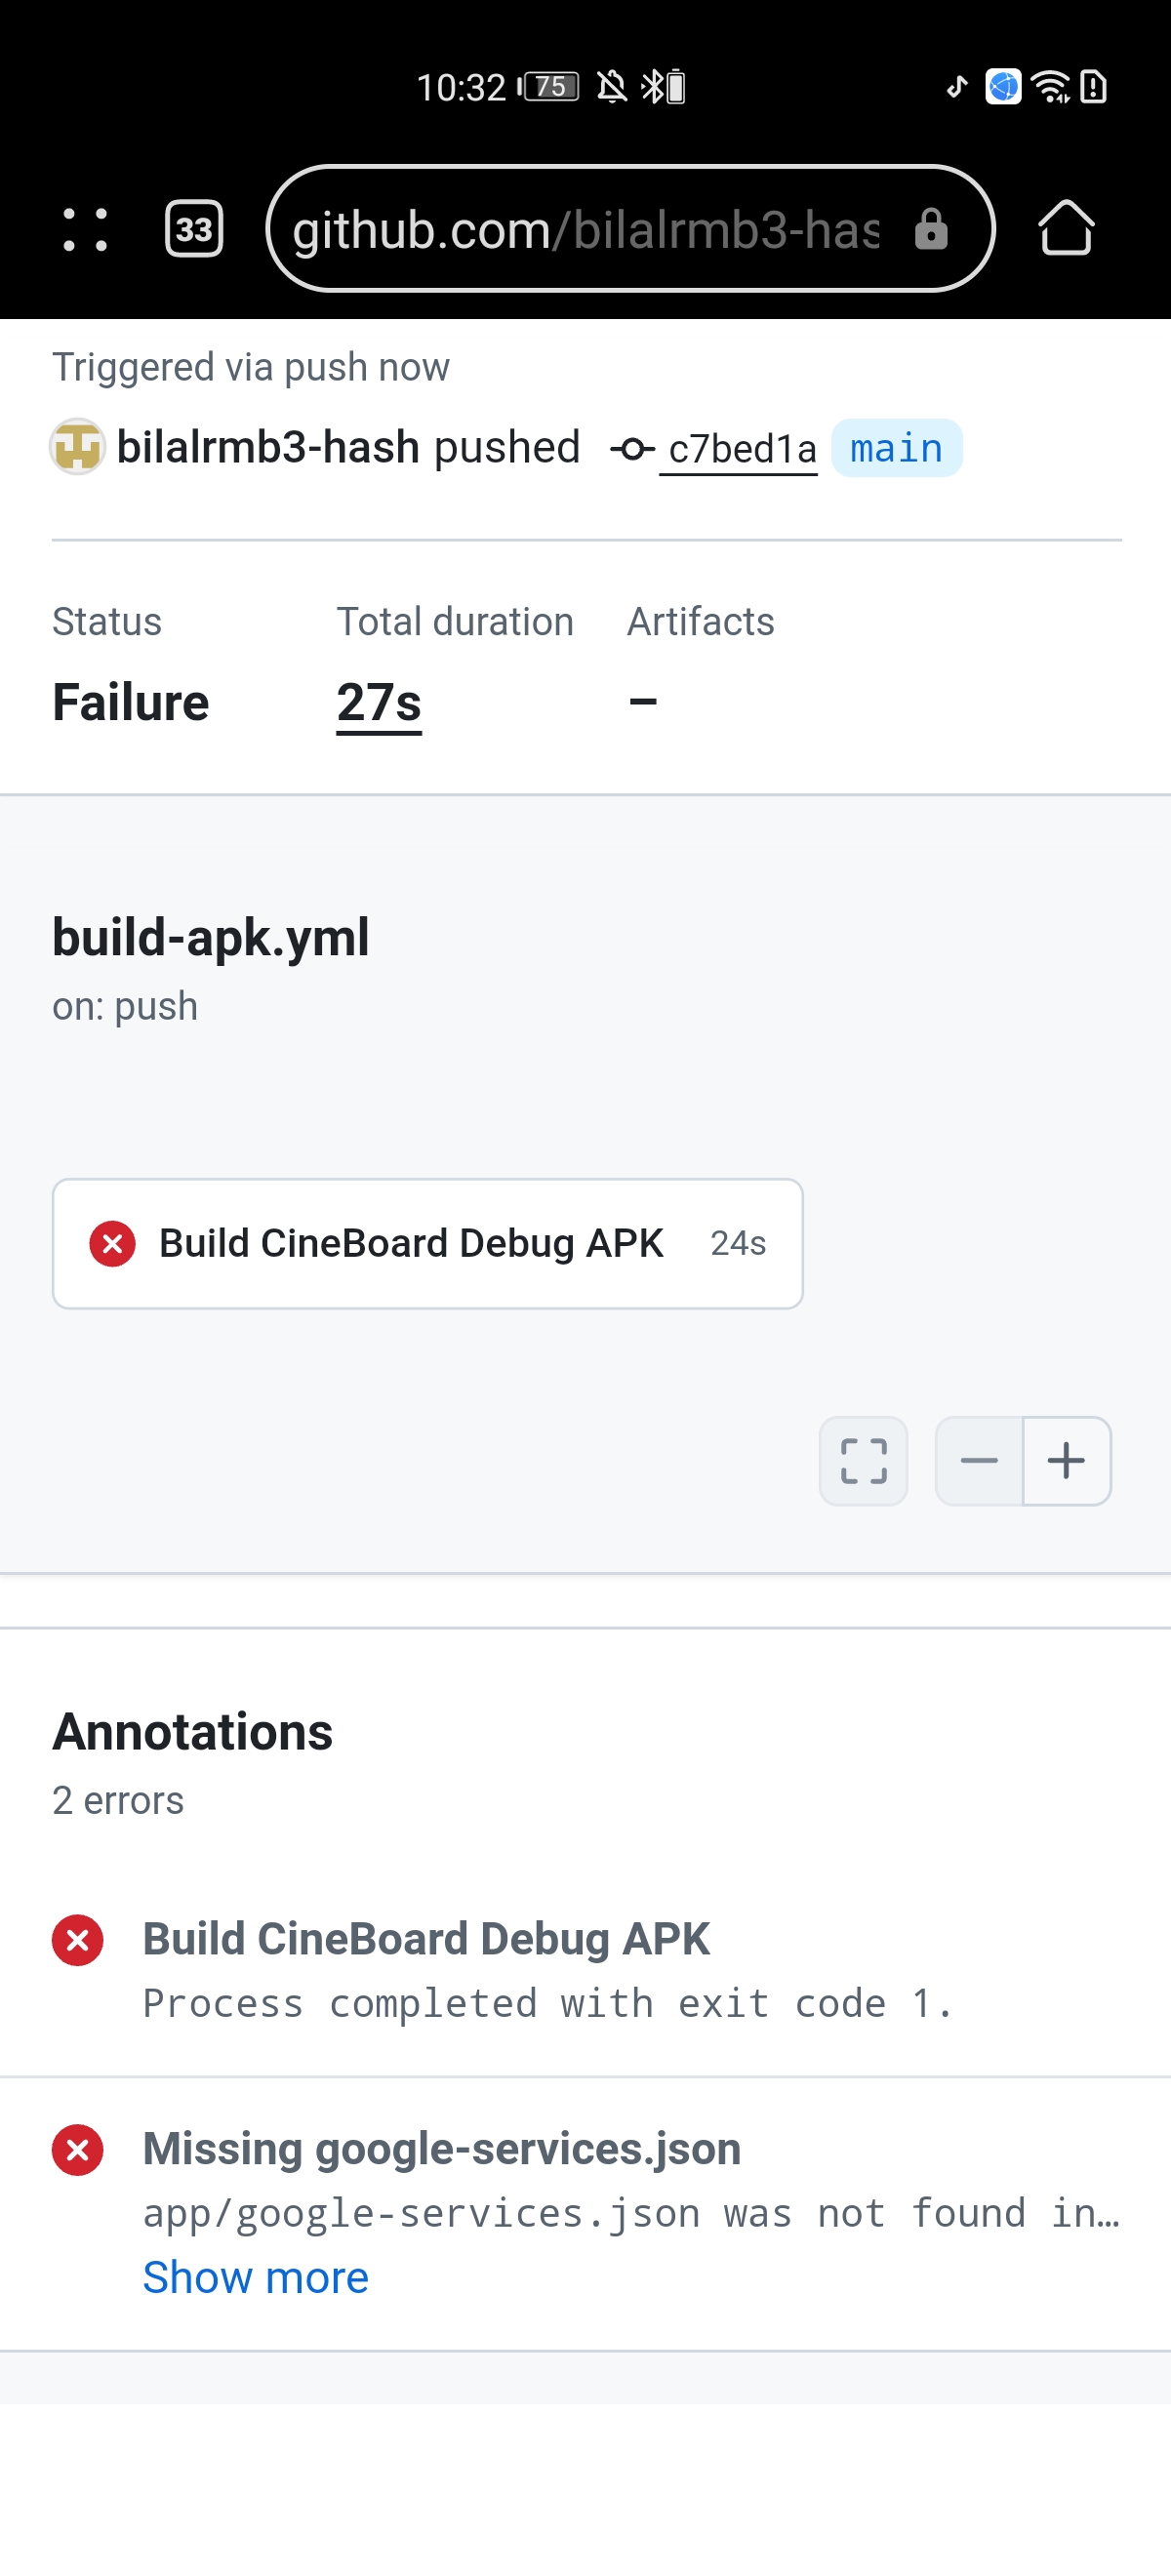 10:32 75
33
github.com/bilalrmb3-has
Triggered via push now
bilalrmb3-hash pushed c7bed1a main
Status Total duration Artifacts
Failure 27s –
build-apk.yml
on: push
Build CineBoard Debug APK 24s
Annotations
2 errors
Build CineBoard Debug APK
Process completed with exit code 1.
Missing google-services.json
app/google-services.json was not found in…
Show more